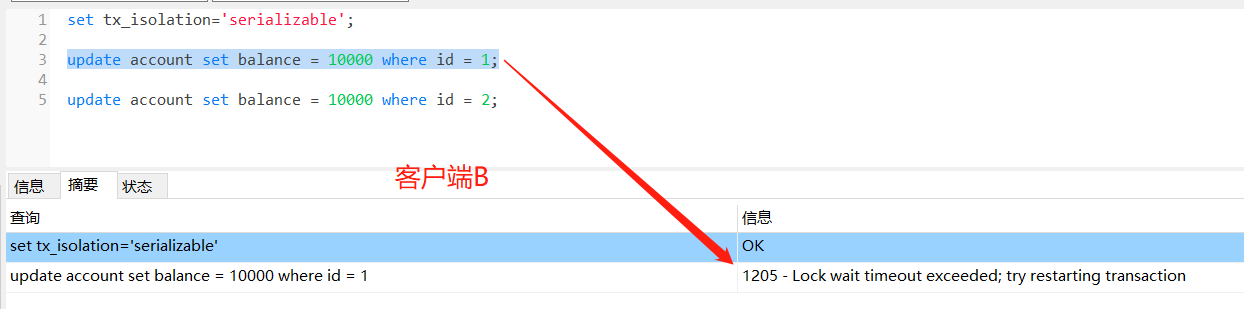 1 set tx_isolation='serializable';
2
3 update account set balance = 10000 where id = 1;
4
5 update account set balance = 10000 where id = 2;
客户端B
信息 摘要 状态
查询 信息
set tx_isolation='serializable' OK
update account set balance = 10000 where id = 1 1205 - Lock wait timeout exceeded; try restarting transaction